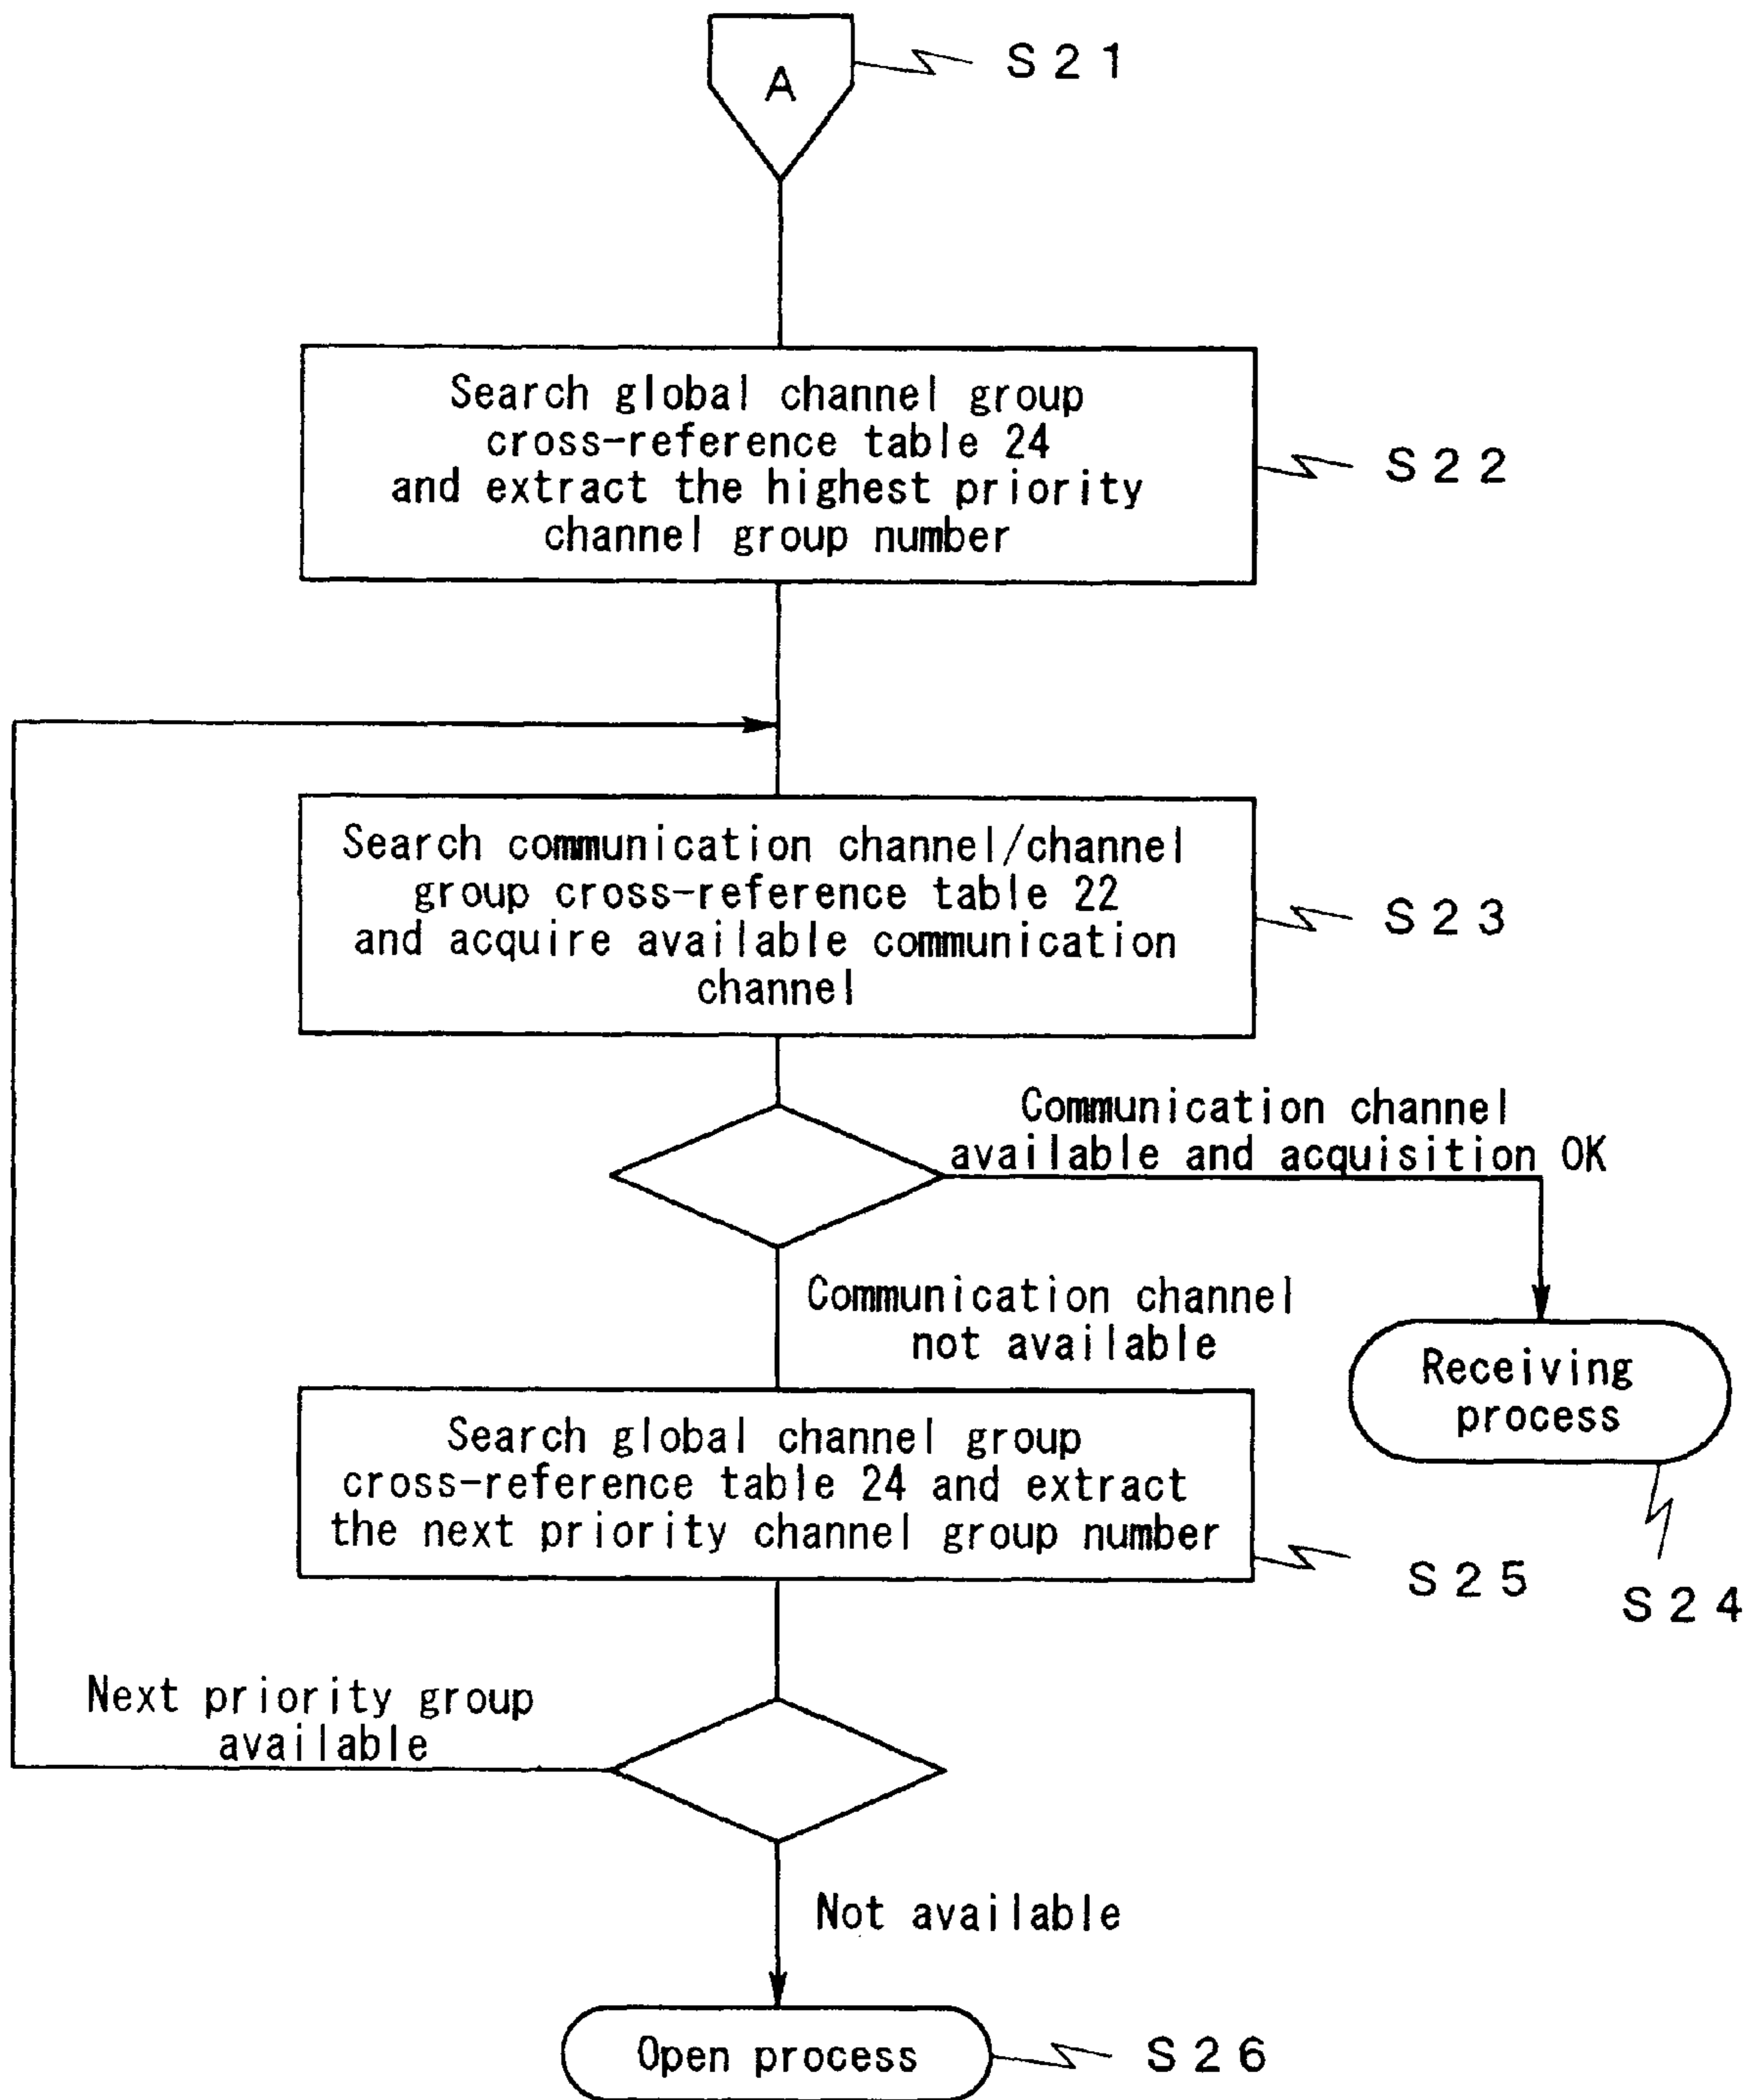 A
S21
Search global channel group
cross-reference table 24
and extract the highest priority
channel group number
S22
Search communication channel/channel
group cross-reference table 22
and acquire available communication
channel
S23
Communication channel
available and acquisition OK
Communication channel
not available
Receiving
process
S24
Search global channel group
cross-reference table 24 and extract
the next priority channel group number
S25
Next priority group
available
Not available
Open process
S26